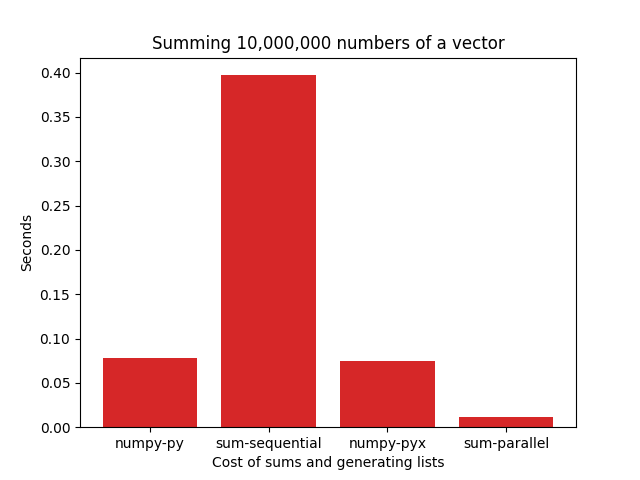 Summing 10,000,000 numbers of a vector
0.40
0.35
0.30
0.25
0.20
0.15
0.10
0.05
0.00
Seconds
numpy-py sum-sequential numpy-pyx sum-parallel
Cost of sums and generating lists